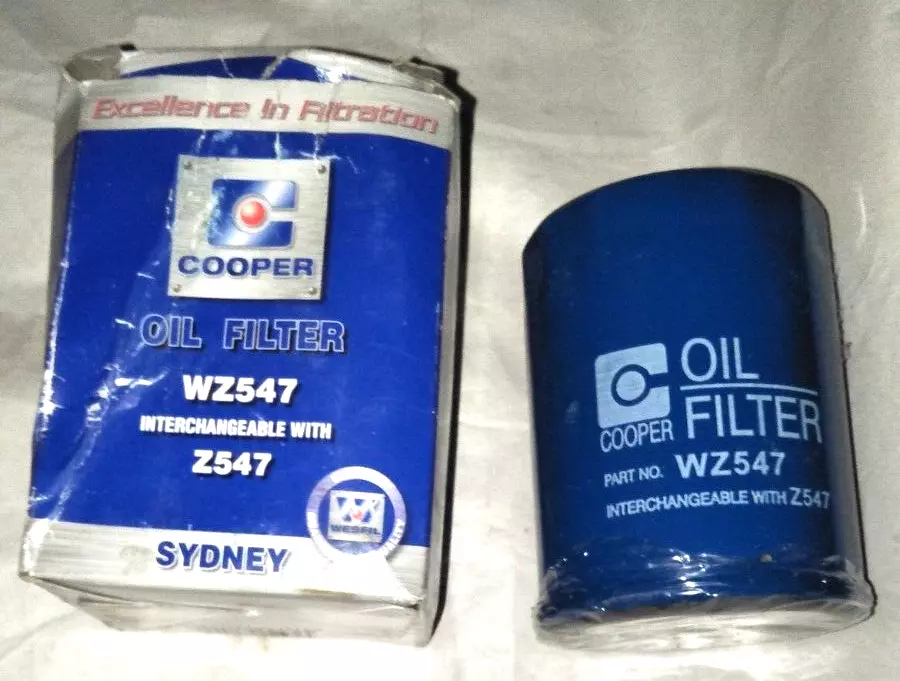 Excellence In Filtration
COOPER
OIL FILTER
WZ547
INTERCHANGEABLE WITH
Z547
WESFIL
SYDNEY
COOPER
OIL
FILTER
PART NO. WZ547
INTERCHANGEABLE WITH Z547